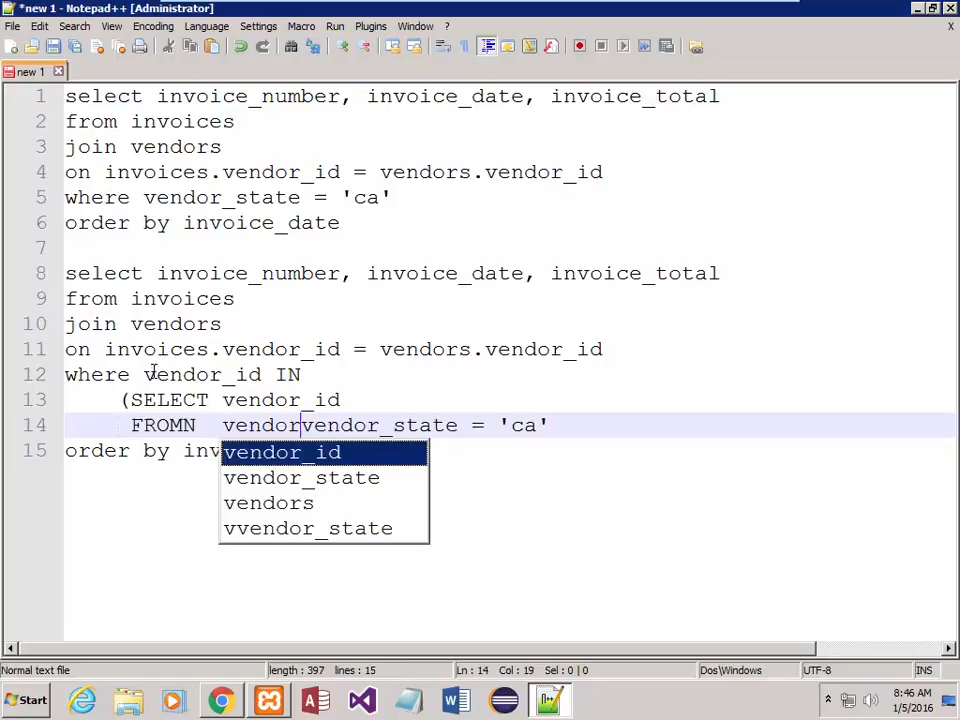 *new 1 - Notepad++ [Administrator]
File Edit Search View Encoding Language Settings Macro Run Plugins Window ? X
new 1
1 select invoice_number, invoice_date, invoice_total
2 from invoices
3 join vendors
4 on invoices.vendor_id = vendors.vendor_id
5 where vendor_state = 'ca'
6 order by invoice_date
7
8 select invoice_number, invoice_date, invoice_total
9 from invoices
10 join vendors
11 on invoices.vendor_id = vendors.vendor_id
12 where vendor_id IN
13 (SELECT vendor_id
14 FROMN vendorvendor_state = 'ca'
15 order by inv
vendor_id
vendor_state
vendors
vvendor_state
Normal text file length : 397 lines : 15 Ln : 14 Col : 19 Sel : 0 | 0 Dos\Windows UTF-8 INS
Start 8:46 AM
1/5/2016